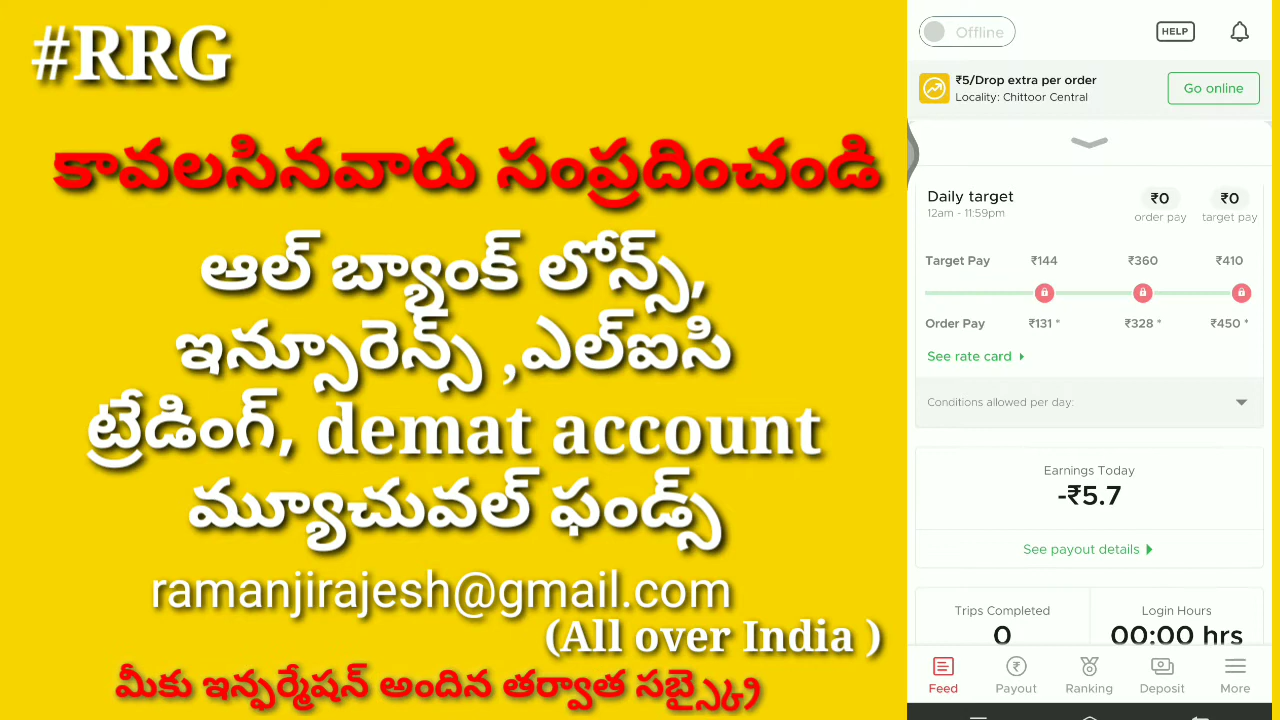 #RRG
కావలసినవారు సంప్రదించండి
ఆల్ బ్యాంక్ లోన్స్,
ఇన్సూరెన్స్ ,ఎల్ఐసి
ట్రేడింగ్, demat account
మ్యూచువల్ ఫండ్స్
ramanjirajesh@gmail.com
(All over India )
మీకు ఇన్ఫర్మేషన్ అందిన తర్వాత సబ్స్క్రై
Offline
HELP
₹5/Drop extra per order
Locality: Chittoor Central
Go online
Daily target
12am - 11:59pm
₹0 ₹0
order pay target pay
Target Pay ₹144 ₹360 ₹410
Order Pay ₹131 * ₹328 * ₹450 *
See rate card
Conditions allowed per day:
Earnings Today
-₹5.7
See payout details
Trips Completed Login Hours
0 00:00 hrs
Feed Payout Ranking Deposit More